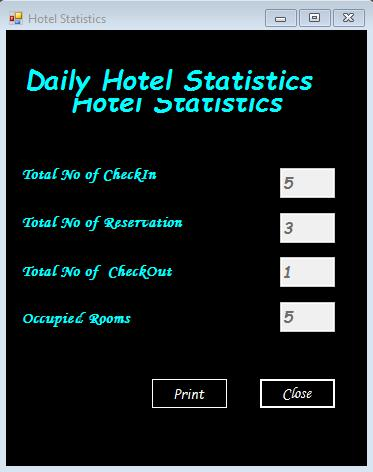 Hotel Statistics
Daily Hotel Statistics
Hotel Statistics
Total No of CheckIn 5
Total No of Reservation 3
Total No of CheckOut 1
Occupied Rooms 5
Print Close